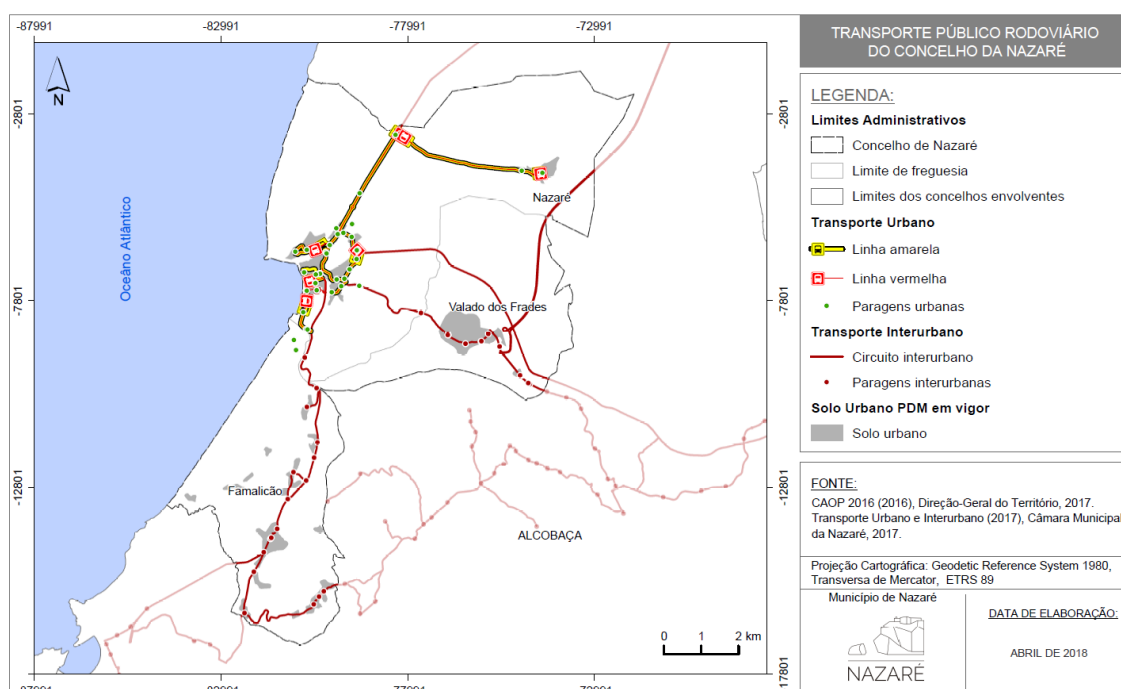 -87991
-82991
-77991
-72991
TRANSPORTE PÚBLICO RODOVIÁRIO
DO CONCELHO DA NAZARÉ
N
-2801
-2801
LEGENDA:
Limites Administrativos
Concelho de Nazaré
Limite de freguesia
Limites dos concelhos envolventes
Transporte Urbano
Linha amarela
Linha vermelha
Paragens urbanas
Transporte Interurbano
Circuito interurbano
Paragens interurbanas
Solo Urbano PDM em vigor
Solo urbano
Oceâno Atlântico
Nazaré
-7801
-7801
Valado dos Frades
-12801
-12801
Famalicão
ALCOBAÇA
FONTE:
CAOP 2016 (2016), Direção-Geral do Território, 2017.
Transporte Urbano e Interurbano (2017), Câmara Municipal
da Nazaré, 2017.
Projeção Cartográfica: Geodetic Reference System 1980,
Transversa de Mercator, ETRS 89
Município de Nazaré
NAZARÉ
DATA DE ELABORAÇÃO:
ABRIL DE 2018
0 1 2 km
-17801
-87991
-82991
-77991
-72991